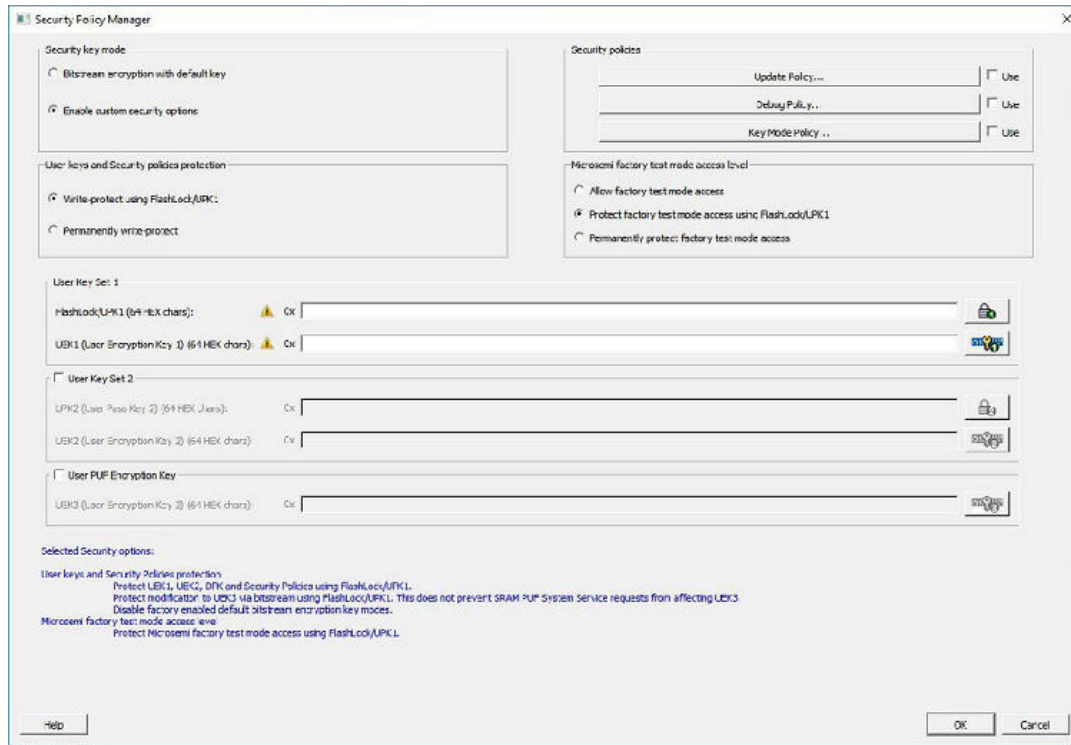 Security Policy Manager
Security key mode
Bitstream encryption with default key
Enable custom security options
Security policies
Update Policy...
Use
Debug Policy...
Use
Key Mode Policy ...
Use
User keys and Security policies protection
Write-protect using FlashLock/UPK1
Permanently write-protect
Microsemi factory test mode access level
Allow factory test mode access
Protect factory test mode access using FlashLock/UPK1
Permanently protect factory test mode access
User Key Set 1
FlashLock/UPK1 (64 HEX chars): 0x
UEK1 (User Encryption Key 1) (64 HEX chars): 0x
User Key Set 2
UPK2 (User Pass Key 2) (64 HEX chars): 0x
UEK2 (User Encryption Key 2) (64 HEX chars): 0x
User PUF Encryption Key
UEK3 (User Encryption Key 3) (64 HEX chars): 0x
Selected Security options:
User keys and Security Policies protection
Protect UEK1, UEK2, DPK and Security Policies using FlashLock/UPK1.
Protect modification to UEK3 via bitstream using FlashLock/UPK1. This does not prevent SRAM PUF System Service requests from affecting UEK3.
Disable factory enabled default bitstream encryption key modes.
Microsemi factory test mode access level
Protect Microsemi factory test mode access using FlashLock/UPK1.
Help
OK
Cancel